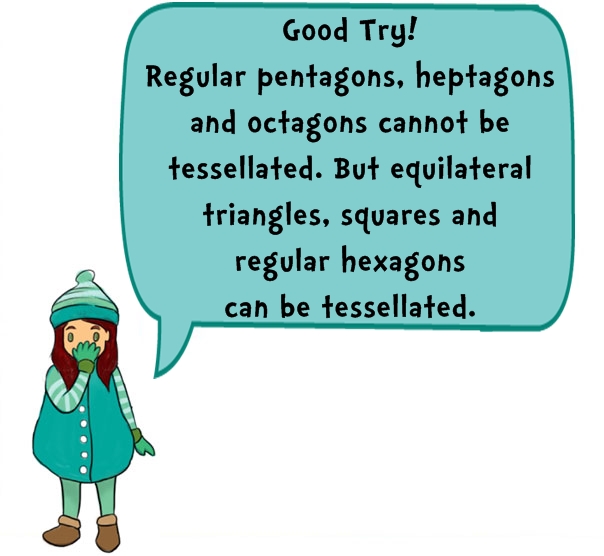 Good Try!
Regular pentagons, heptagons
and octagons cannot be
tessellated. But equilateral
triangles, squares and
regular hexagons
can be tessellated.